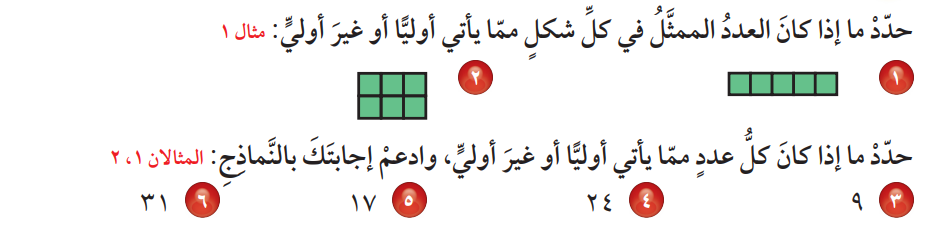 حدّدْ ما إذا كانَ العددُ الممثَّلُ في كلِّ شكلٍ ممّا يأتي أوليًّا أو غيرَ أوليٍّ: مثال ١
١ ٢
حدّدْ ما إذا كانَ كلُّ عددٍ ممّا يأتي أوليًّا أو غيرَ أوليٍّ، وادعمْ إجابتَكَ بالنَّماذِجِ: المثالان ١، ٢
٣ ٩ ٤ ٢٤ ٥ ١٧ ٦ ٣١